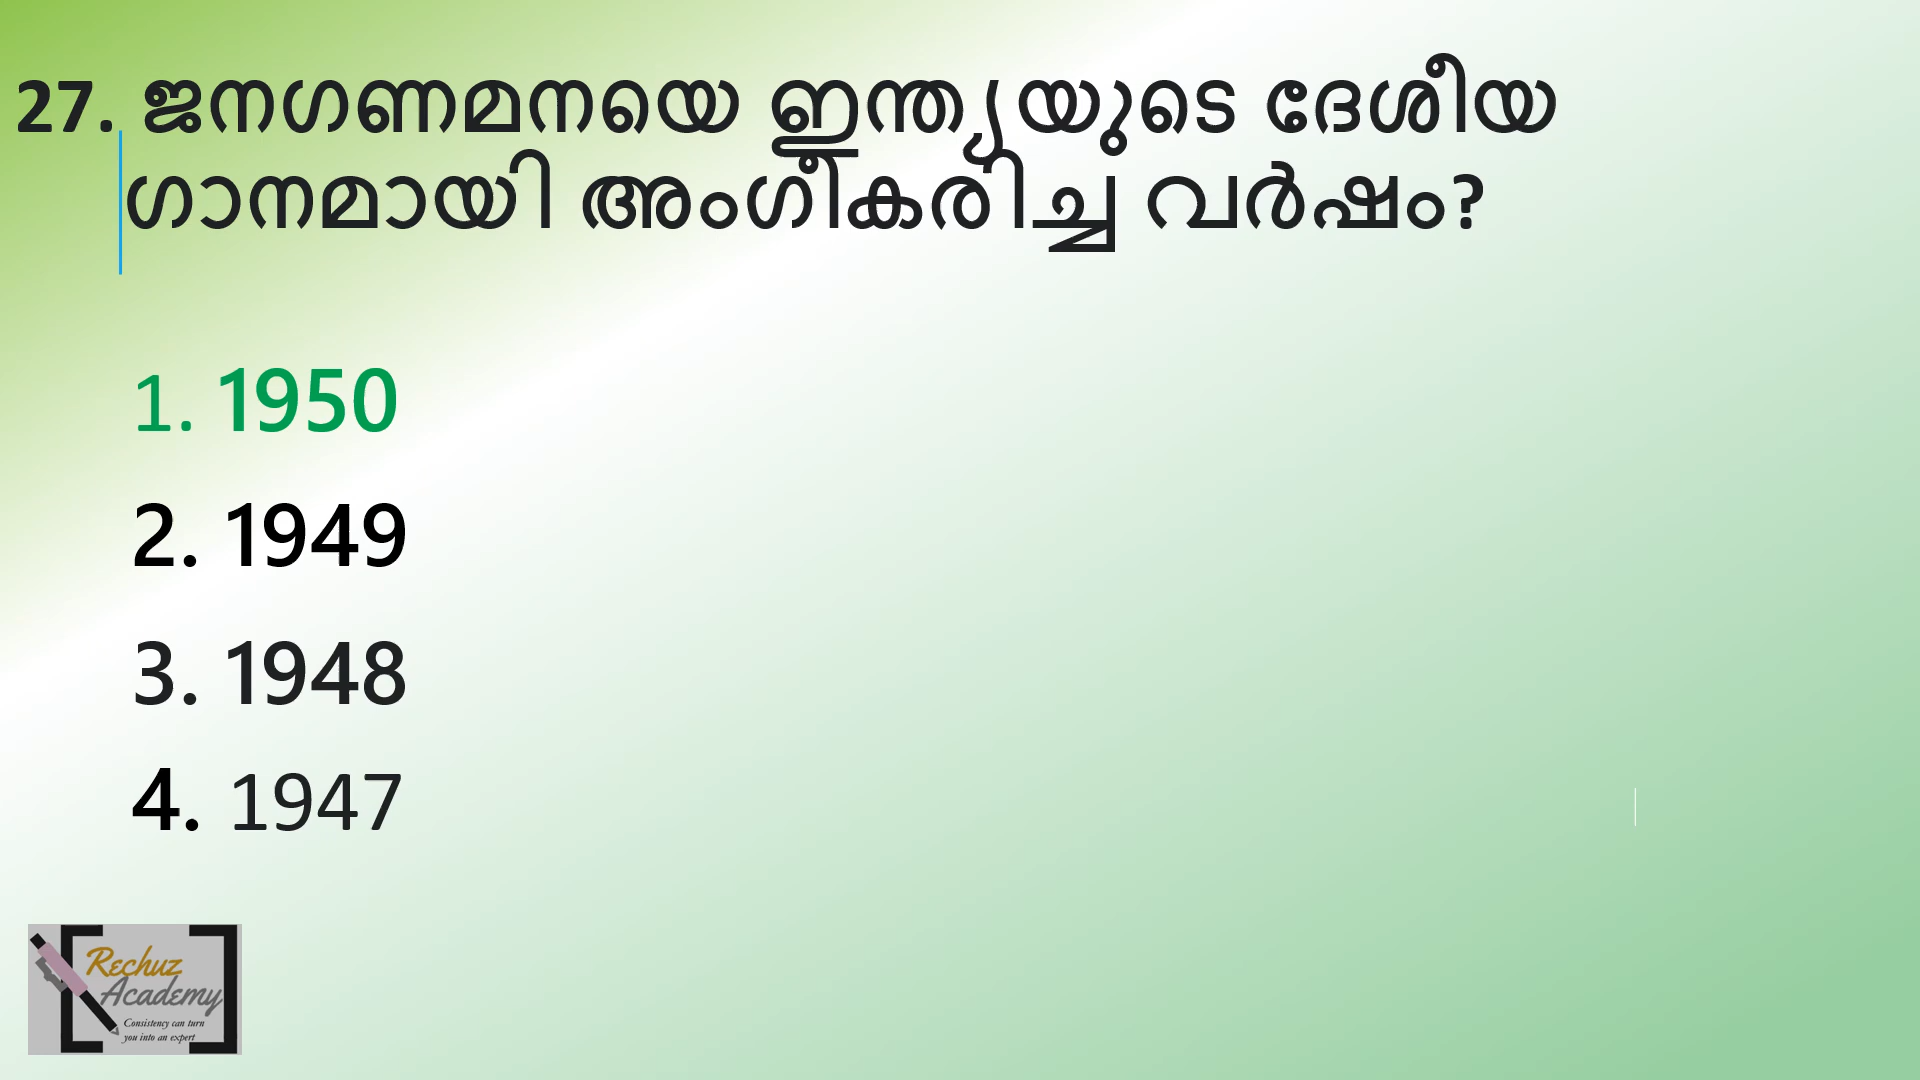 27. ജനഗണമനയെ ഇന്ത്യയുടെ ദേശീയ
ഗാനമായി അംഗീകരിച്ച വർഷം?
1. 1950
2. 1949
3. 1948
4. 1947
Rechuz
Academy
Consistency can turn
you into an expert